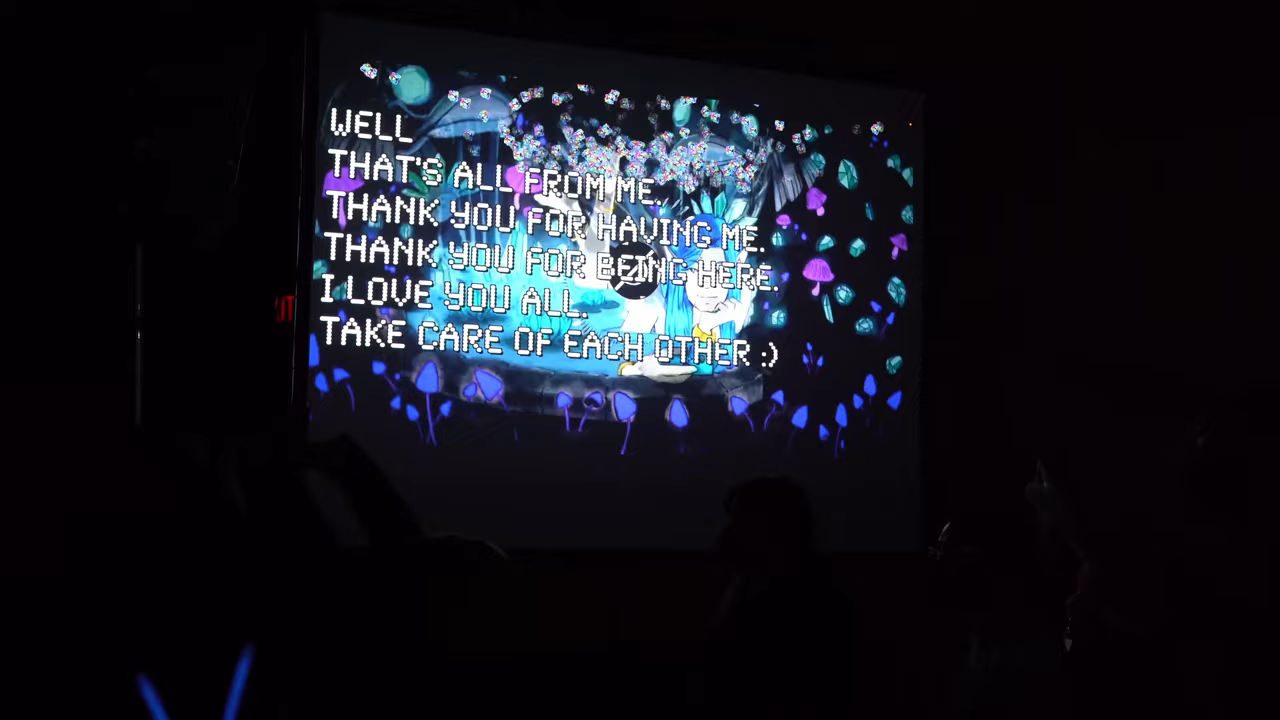 WELL
THAT'S ALL FROM ME.
THANK YOU FOR HAVING ME.
THANK YOU FOR BEING HERE.
I LOVE YOU ALL.
TAKE CARE OF EACH OTHER :)